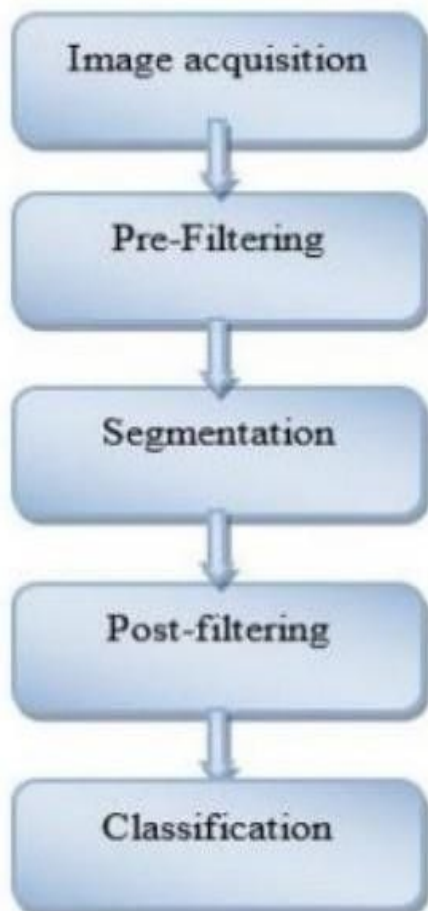 Image acquisition
Pre-Filtering
Segmentation
Post-filtering
Classification